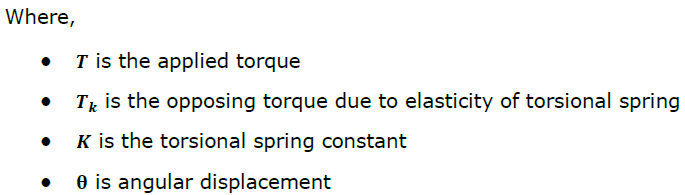 Where,
● T is the applied torque
● Tk is the opposing torque due to elasticity of torsional spring
● K is the torsional spring constant
● θ is angular displacement